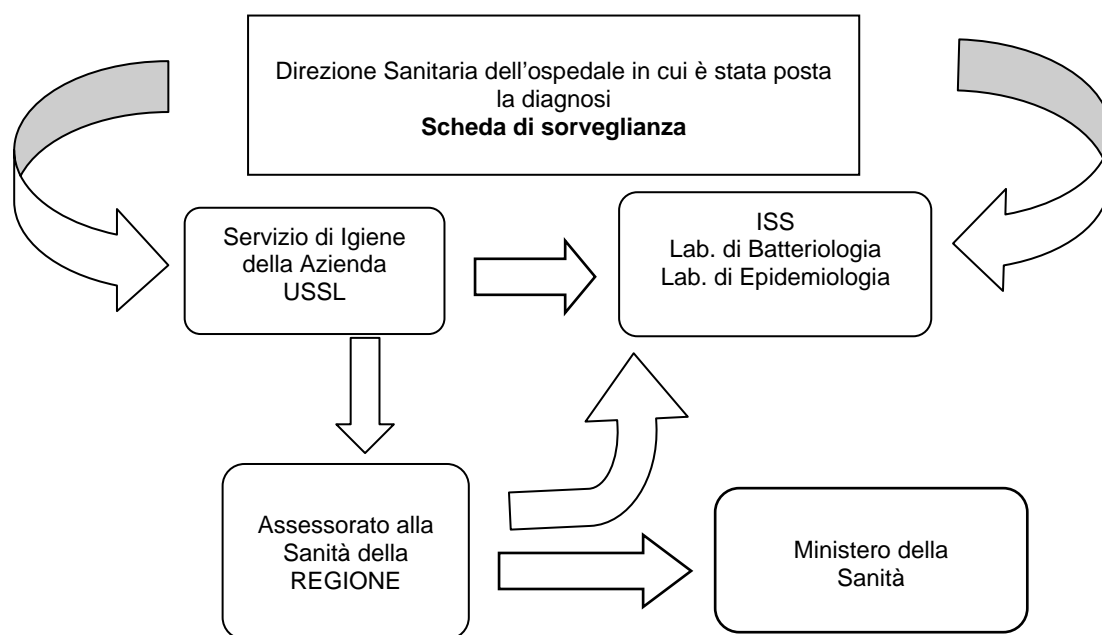 Direzione Sanitaria dell'ospedale in cui è stata posta
la diagnosi
Scheda di sorveglianza
Servizio di Igiene
della Azienda
USSL
ISS
Lab. di Batteriologia
Lab. di Epidemiologia
Assessorato alla
Sanità della
REGIONE
Ministero della
Sanità